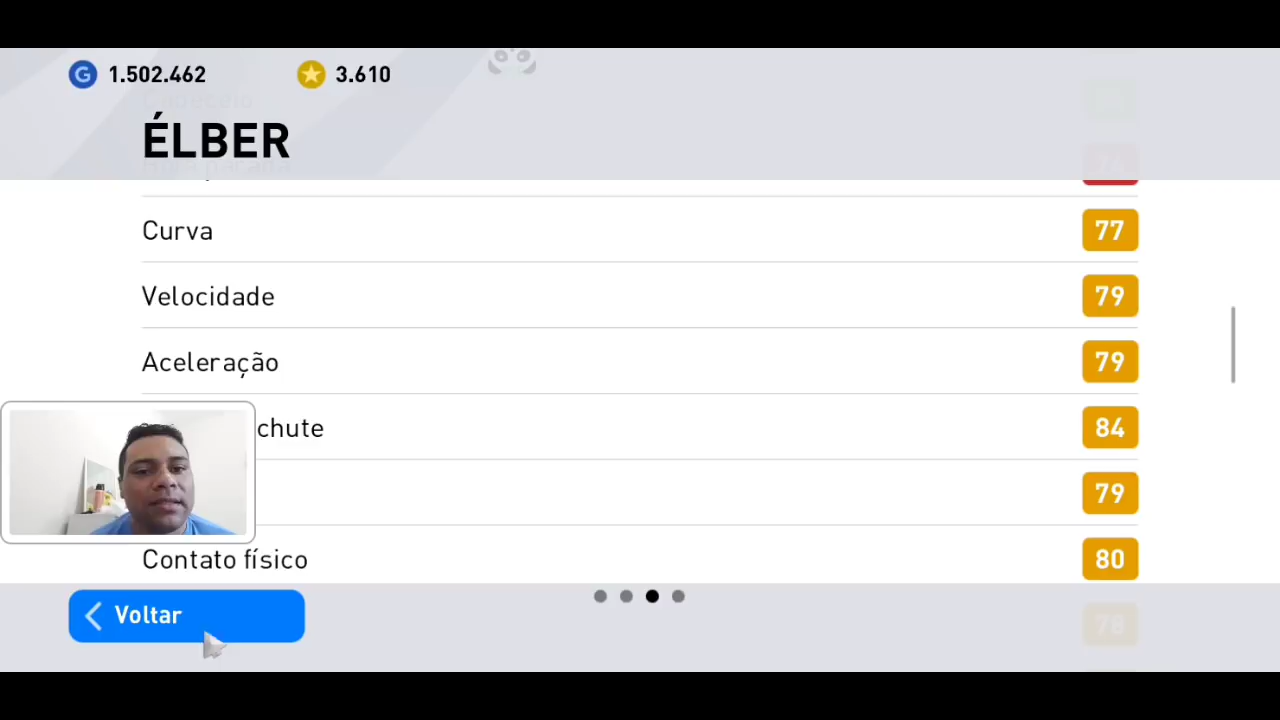 1.502.462 3.610
ÉLBER
Curva 77
Velocidade 79
Aceleração 79
chute 84
79
Contato físico 80
Voltar
78